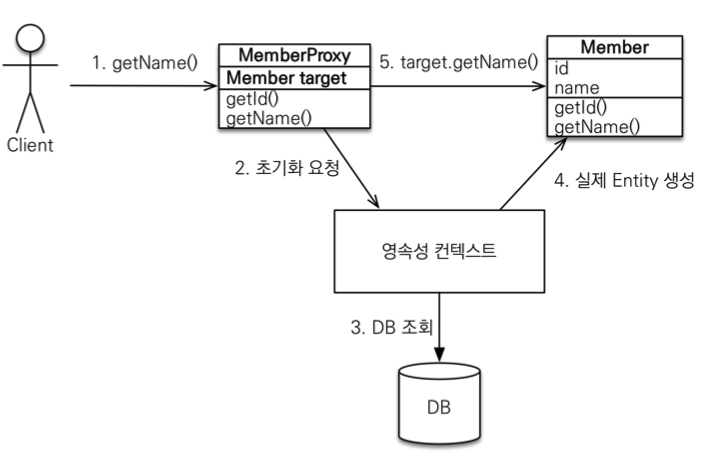 1. getName()
MemberProxy
Member target
getId()
getName()
5. target.getName()
Member
id
name
getId()
getName()
Client
2. 초기화 요청
4. 실제 Entity 생성
영속성 컨텍스트
3. DB 조회
DB